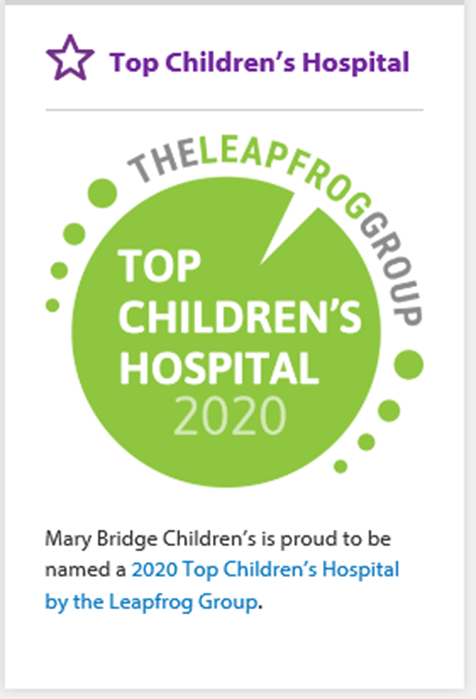 Top Children’s Hospital
THELEAPFROGGROUP
TOP
CHILDREN’S
HOSPITAL
2020
Mary Bridge Children’s is proud to be
named a 2020 Top Children’s Hospital
by the Leapfrog Group.